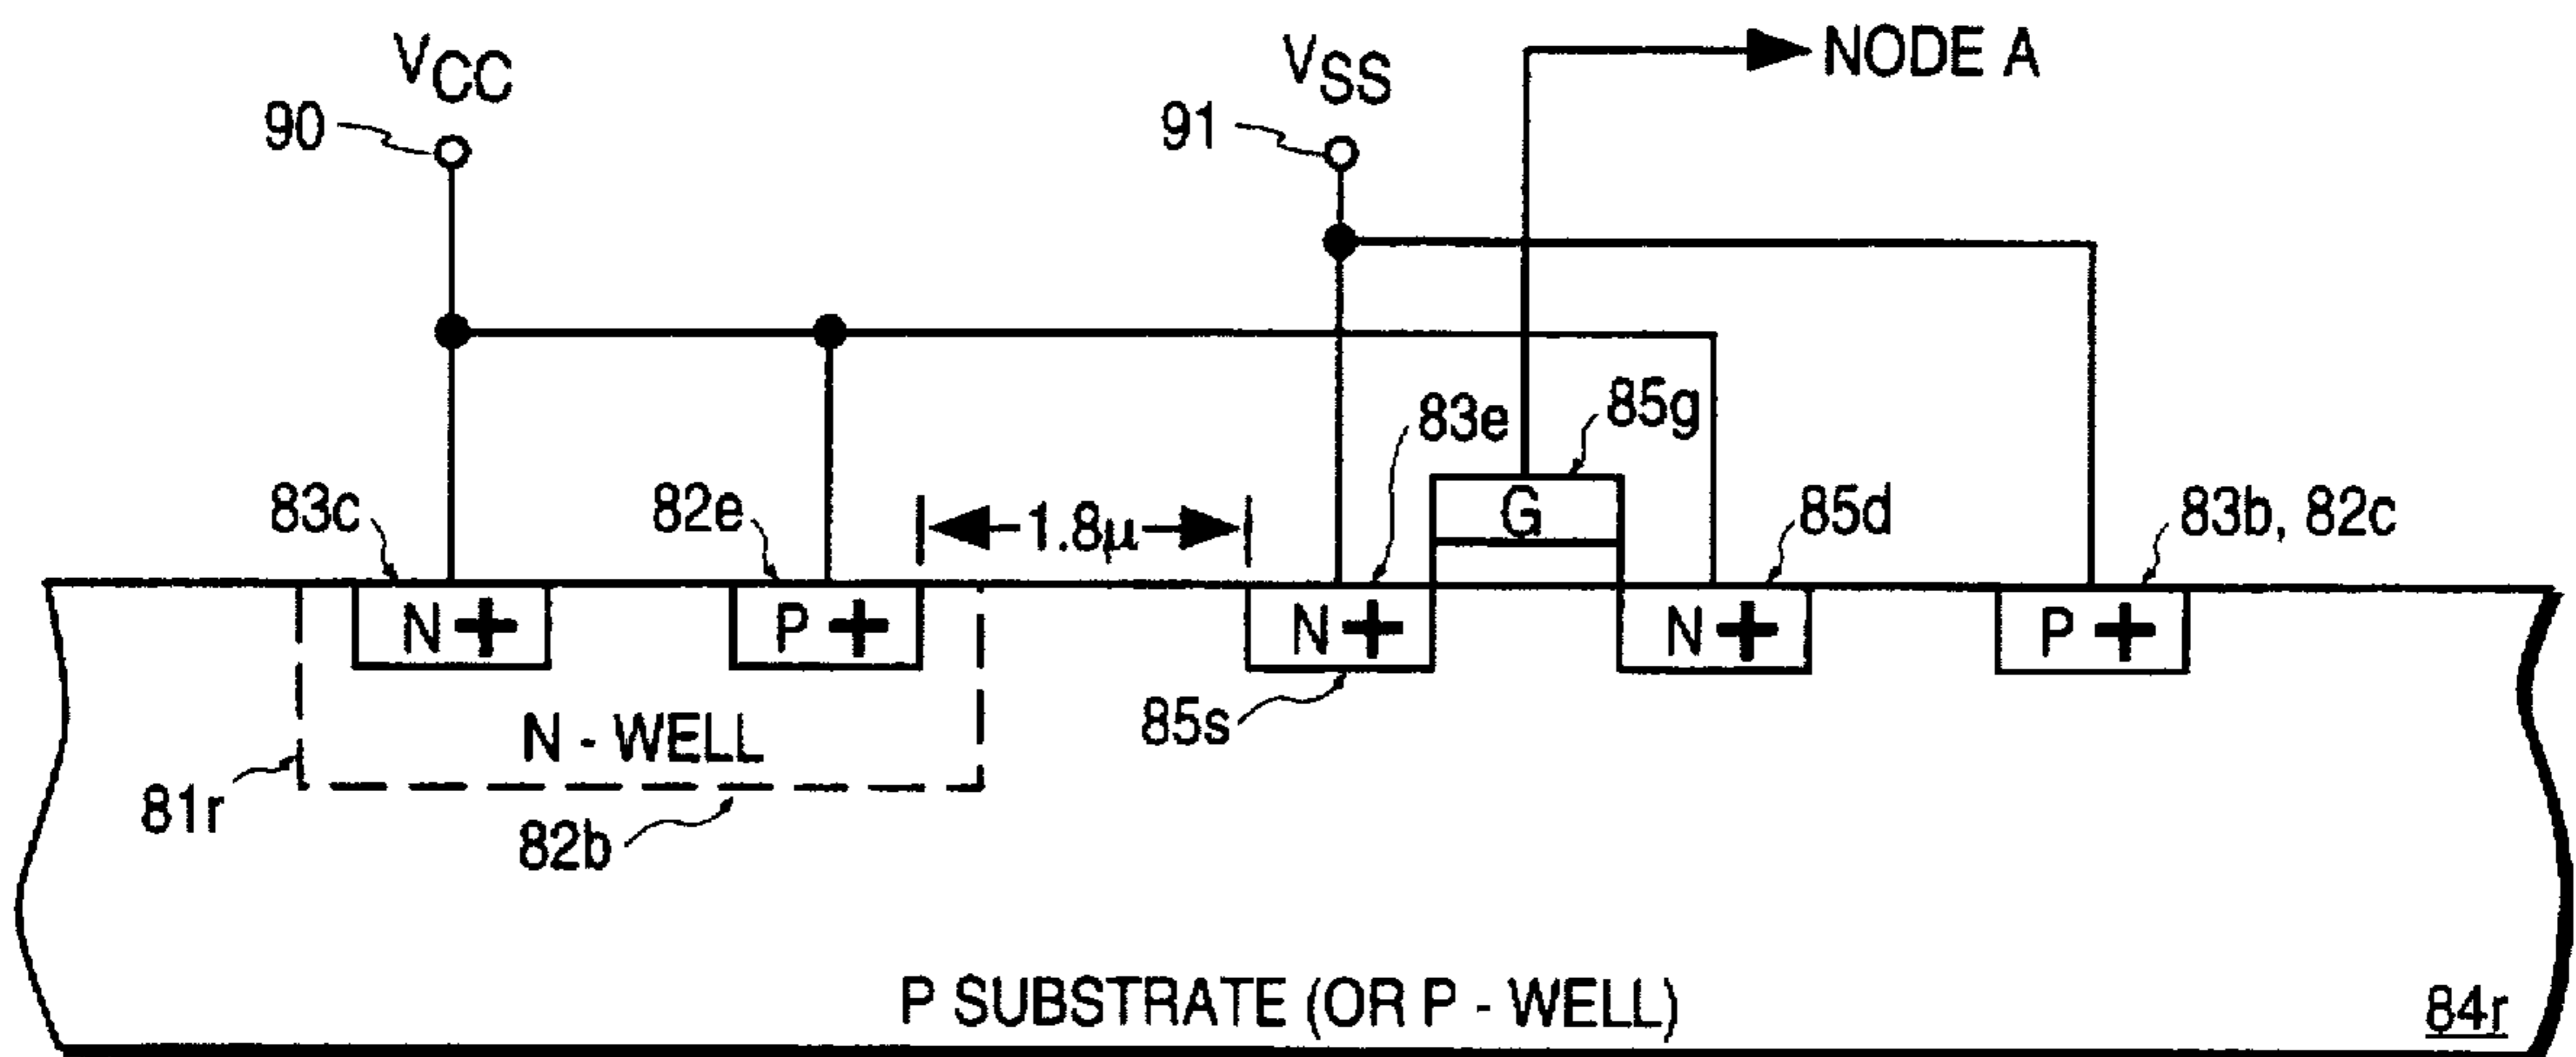 VCC
VSS
NODE A
90
91
83e
85g
83c
82e
1.8μ
G
85d
83b, 82c
N +
P +
N +
N +
P +
N - WELL
85s
81r
82b
P SUBSTRATE (OR P - WELL)
84r